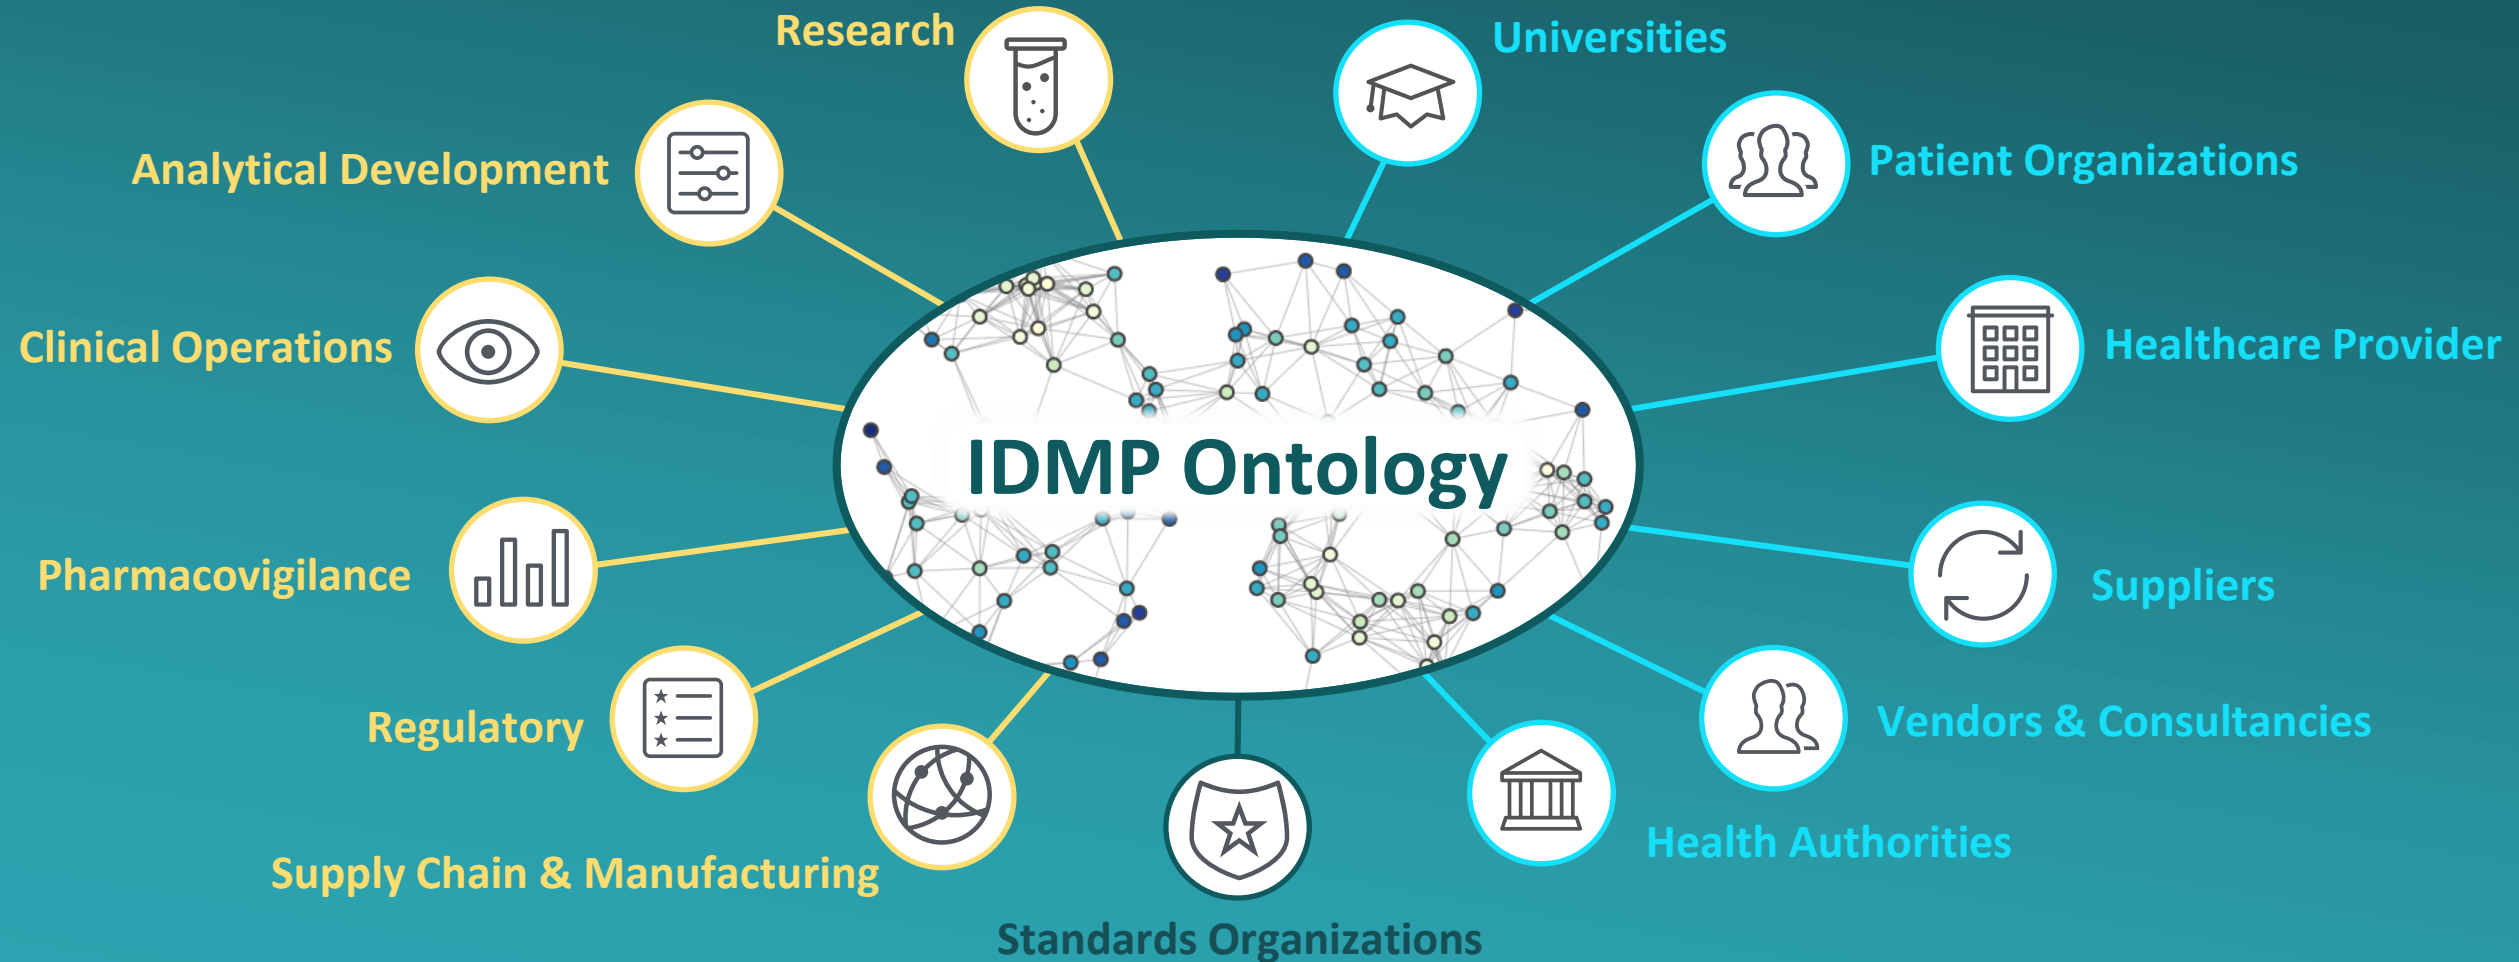 Research
Universities
Analytical Development
Patient Organizations
Clinical Operations
Healthcare Provider
IDMP Ontology
Pharmacovigilance
Suppliers
Regulatory
Vendors & Consultancies
Supply Chain & Manufacturing
Health Authorities
Standards Organizations